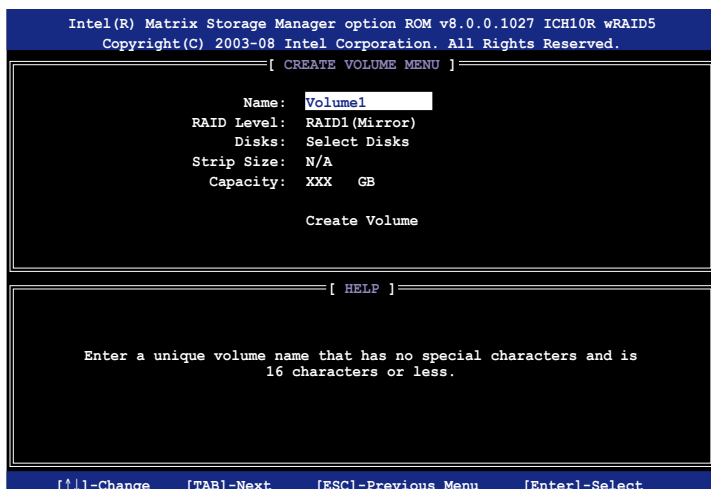 Intel(R) Matrix Storage Manager option ROM v8.0.0.1027 ICH10R wRAID5
Copyright(C) 2003-08 Intel Corporation. All Rights Reserved.
[ CREATE VOLUME MENU ]
Name: Volume1
RAID Level: RAID1(Mirror)
Disks: Select Disks
Strip Size: N/A
Capacity: XXX GB
Create Volume
[ HELP ]
Enter a unique volume name that has no special characters and is
16 characters or less.
[↑↓]-Change [TAB]-Next [ESC]-Previous Menu [Enter]-Select